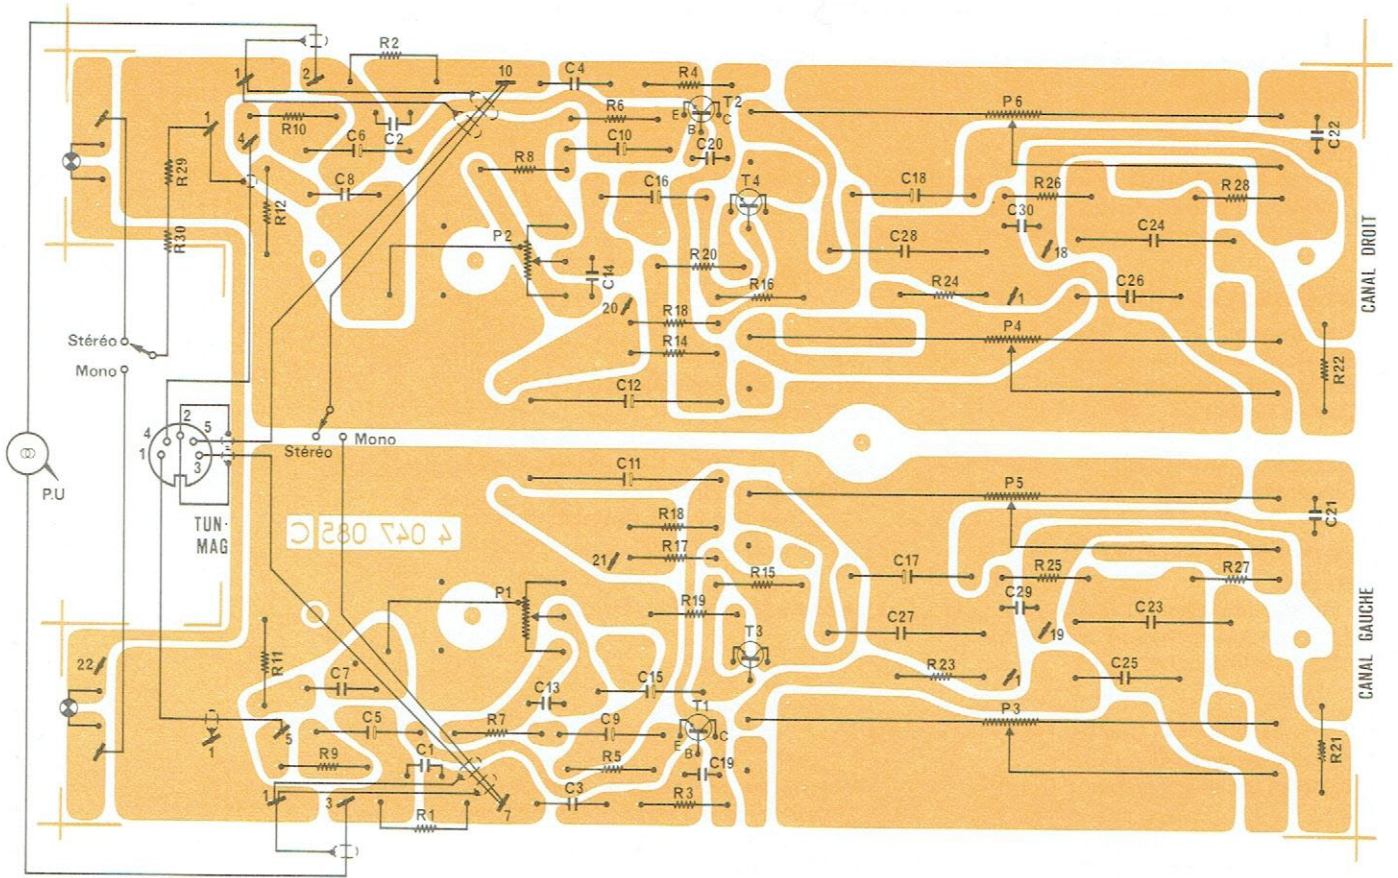 R2
1
2
10
C4
R4
P6
C22
R10
1
C2
R6
E
T2
C
4
C6
C10
B
C20
R29
R8
T4
C8
C16
C18
R26
R28
R12
C30
R30
P2
C28
18
C24
R20
C14
R16
R24
1
C26
20
R18
CANAL DROIT
P4
Stéréo
R14
R22
Mono
C12
2
4
5
1
3
Stéréo
Mono
P.U
C11
P5
C21
TUN-
MAG
4 047 085 C
R18
R17
21
R15
C17
R25
R27
P1
R19
C29
C23
C27
19
T3
CANAL GAUCHE
22
R11
C7
C13
C15
R23
1
C25
5
C5
R7
C9
T1
E
B
C
P3
1
R9
C1
R5
C19
R21
1
3
R1
7
C3
R3